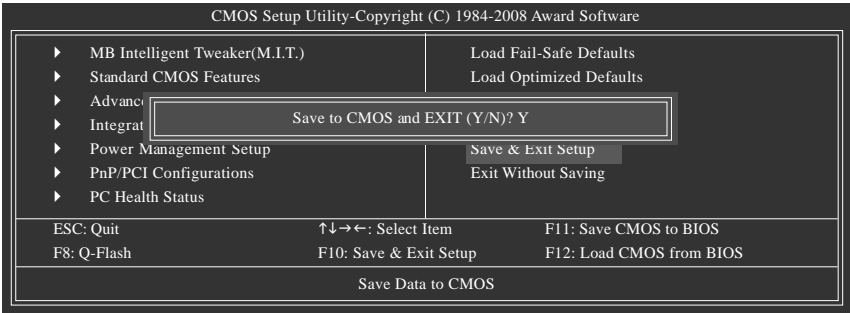 CMOS Setup Utility-Copyright (C) 1984-2008 Award Software
MB Intelligent Tweaker(M.I.T.)
Load Fail-Safe Defaults
Standard CMOS Features
Load Optimized Defaults
Save to CMOS and EXIT (Y/N)? Y
Power Management Setup
Save & Exit Setup
PnP/PCI Configurations
Exit Without Saving
PC Health Status
ESC: Quit
↑↓→←: Select Item
F11: Save CMOS to BIOS
F8: Q-Flash
F10: Save & Exit Setup
F12: Load CMOS from BIOS
Save Data to CMOS